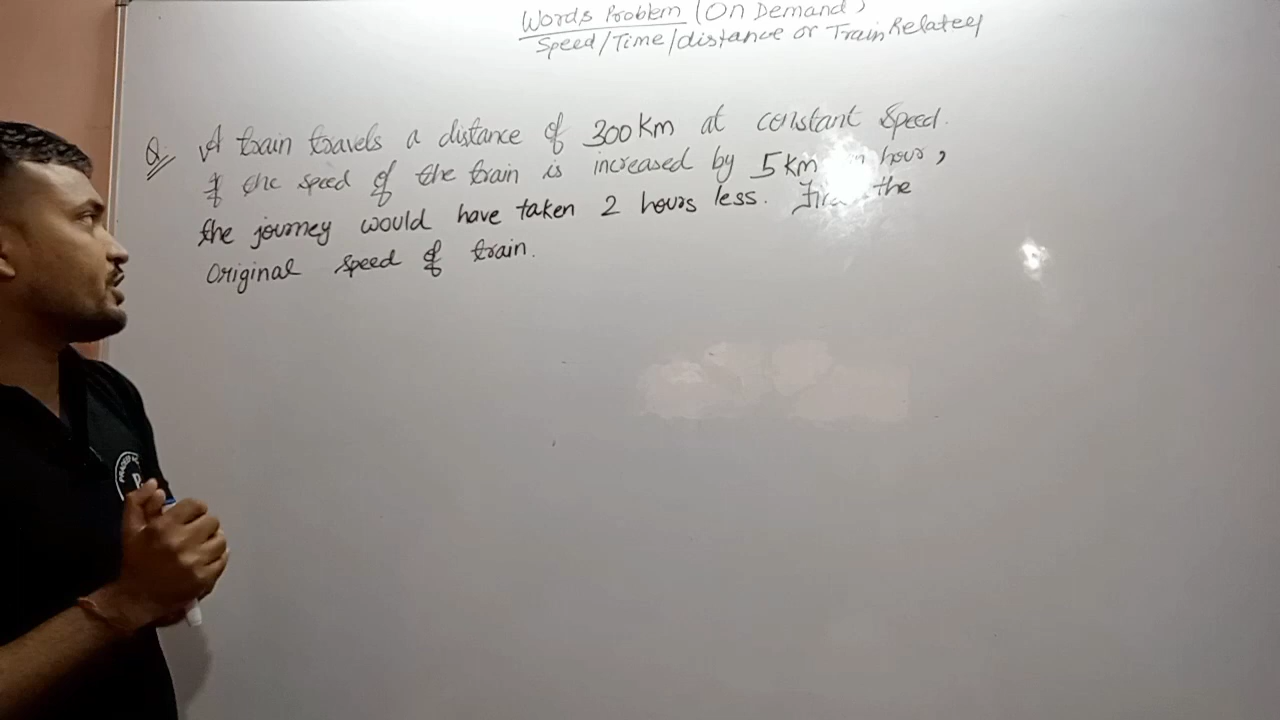 Words Problem (On Demand)
Speed/Time/distance or Train Related
Q. A train travels a distance of 300 km at constant Speed.
If the speed of the train is increased by 5 km hour,
the journey would have taken 2 hours less. the
Original speed of train.